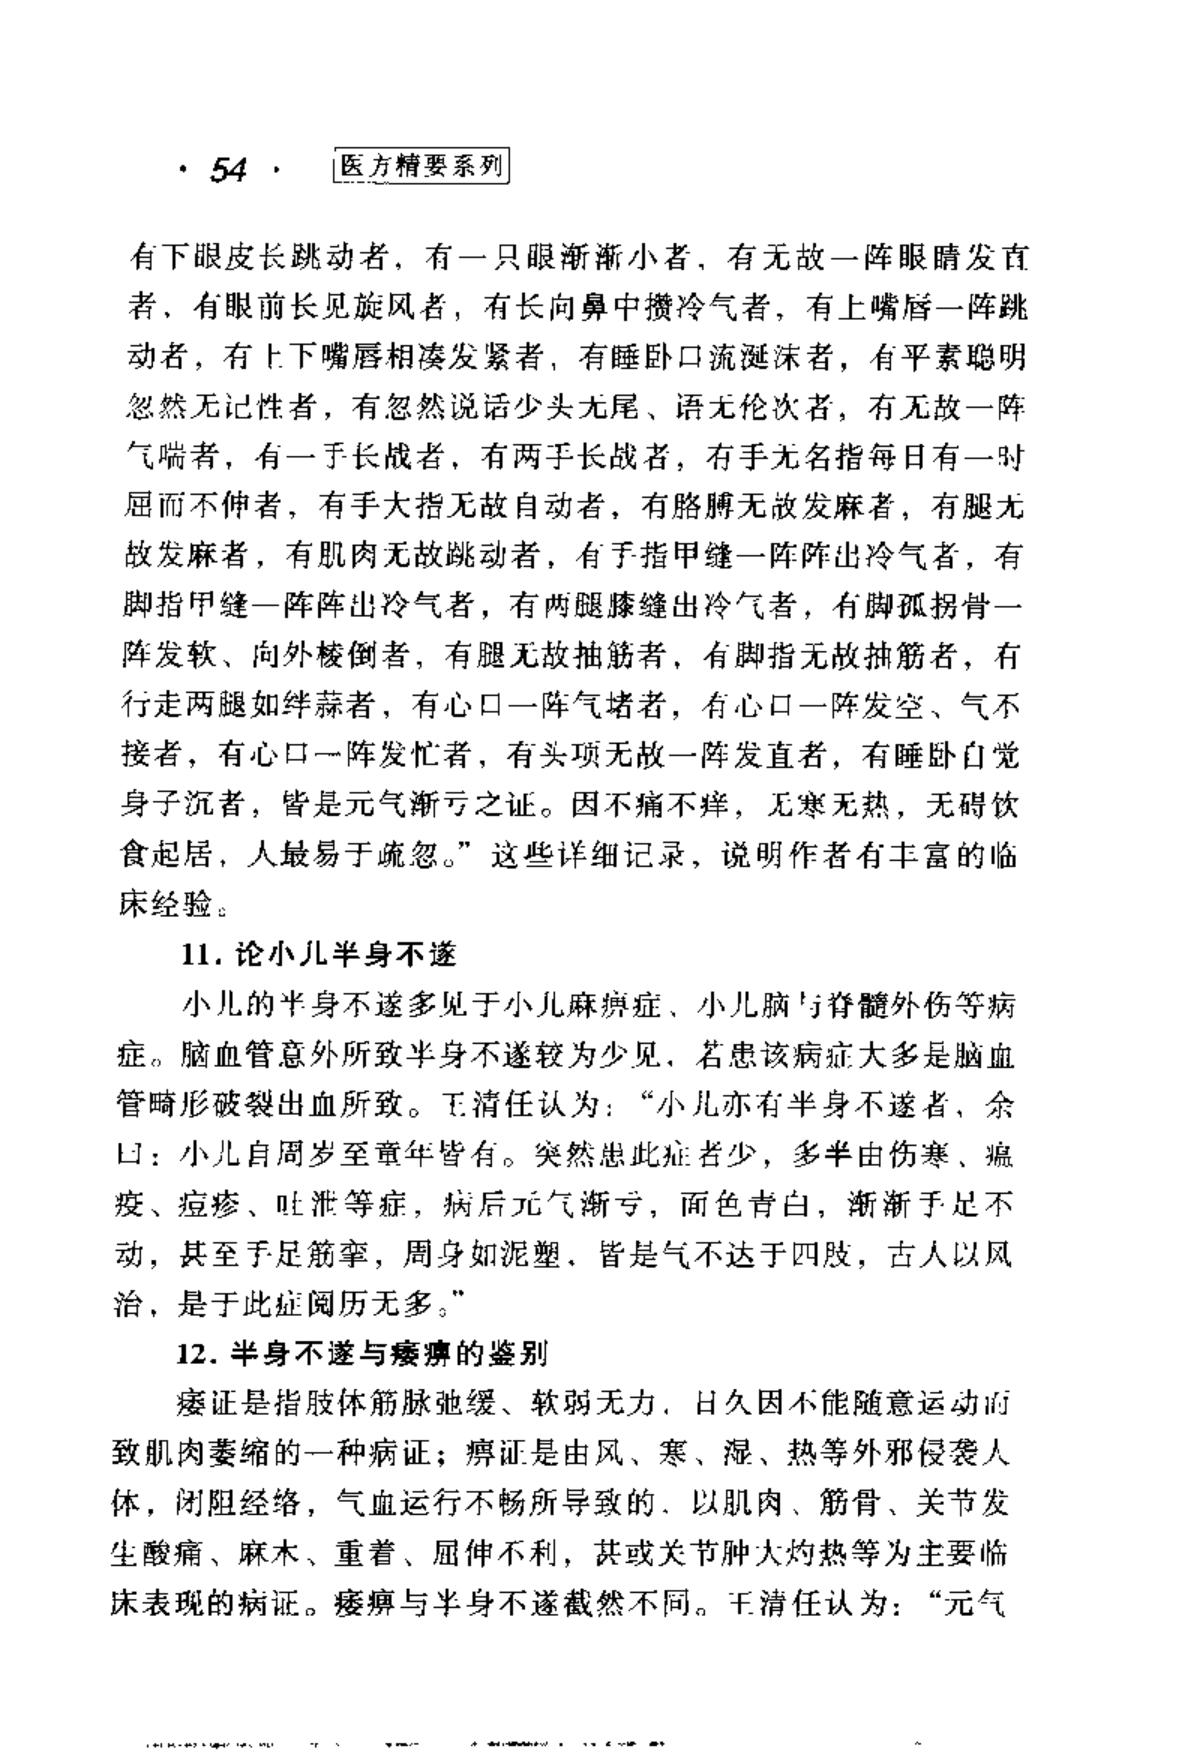 · 54 · 医方精要系列
有下眼皮长跳动者，有一只眼渐渐小者，有无故一阵眼睛发直
者，有眼前长见旋风者，有长向鼻中攒冷气者，有上嘴唇一阵跳
动者，有上下嘴唇相凑发紧者，有睡卧口流涎沫者，有平素聪明
忽然无记性者，有忽然说话少头无尾、语无伦次者，有无故一阵
气喘者，有一手长战者，有两手长战者，有手无名指每日有一时
屈而不伸者，有手大指无故自动者，有胳膊无故发麻者，有腿无
故发麻者，有肌肉无故跳动者，有手指甲缝一阵阵出冷气者，有
脚指甲缝一阵阵出冷气者，有两腿膝缝出冷气者，有脚孤拐骨一
阵发软、向外棱倒者，有腿无故抽筋者，有脚指无故抽筋者，有
行走两腿如绊蒜者，有心口一阵气堵者，有心口一阵发空、气不
接者，有心口一阵发忙者，有头项无故一阵发直者，有睡卧自觉
身子沉者，皆是元气渐亏之证。因不痛不痒，无寒无热，无碍饮
食起居，人最易于疏忽。”这些详细记录，说明作者有丰富的临
床经验。
11. 论小儿半身不遂
小儿的半身不遂多见于小儿麻痹症、小儿脑与脊髓外伤等病
症。脑血管意外所致半身不遂较为少见，若患该病症大多是脑血
管畸形破裂出血所致。王清任认为：“小儿亦有半身不遂者，余
曰：小儿自周岁至童年皆有。突然患此症者少，多半由伤寒、瘟
疫、痘疹、吐泄等症，病后元气渐亏，面色青白，渐渐手足不
动，甚至手足筋挛，周身如泥塑，皆是气不达于四肢，古人以风
治，是于此症阅历无多。”
12. 半身不遂与痿痹的鉴别
痿证是指肢体筋脉弛缓、软弱无力，日久因不能随意运动而
致肌肉萎缩的一种病证；痹证是由风、寒、湿、热等外邪侵袭人
体，闭阻经络，气血运行不畅所导致的，以肌肉、筋骨、关节发
生酸痛、麻木、重着、屈伸不利，甚或关节肿大灼热等为主要临
床表现的病证。痿痹与半身不遂截然不同。王清任认为：“元气